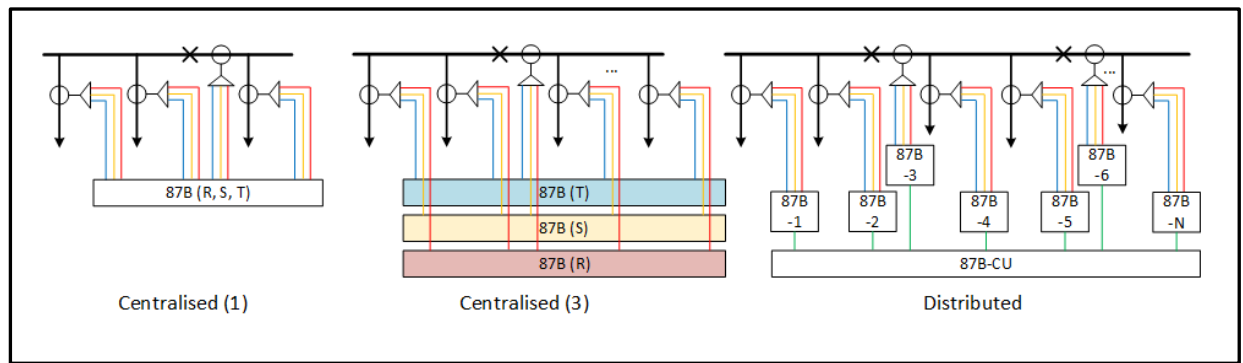 ...
...
87B (R, S, T)
87B (T)
87B (S)
87B (R)
87B
-3
87B
-6
87B
-1
87B
-2
87B
-4
87B
-5
87B
-N
87B-CU
Centralised (1)
Centralised (3)
Distributed